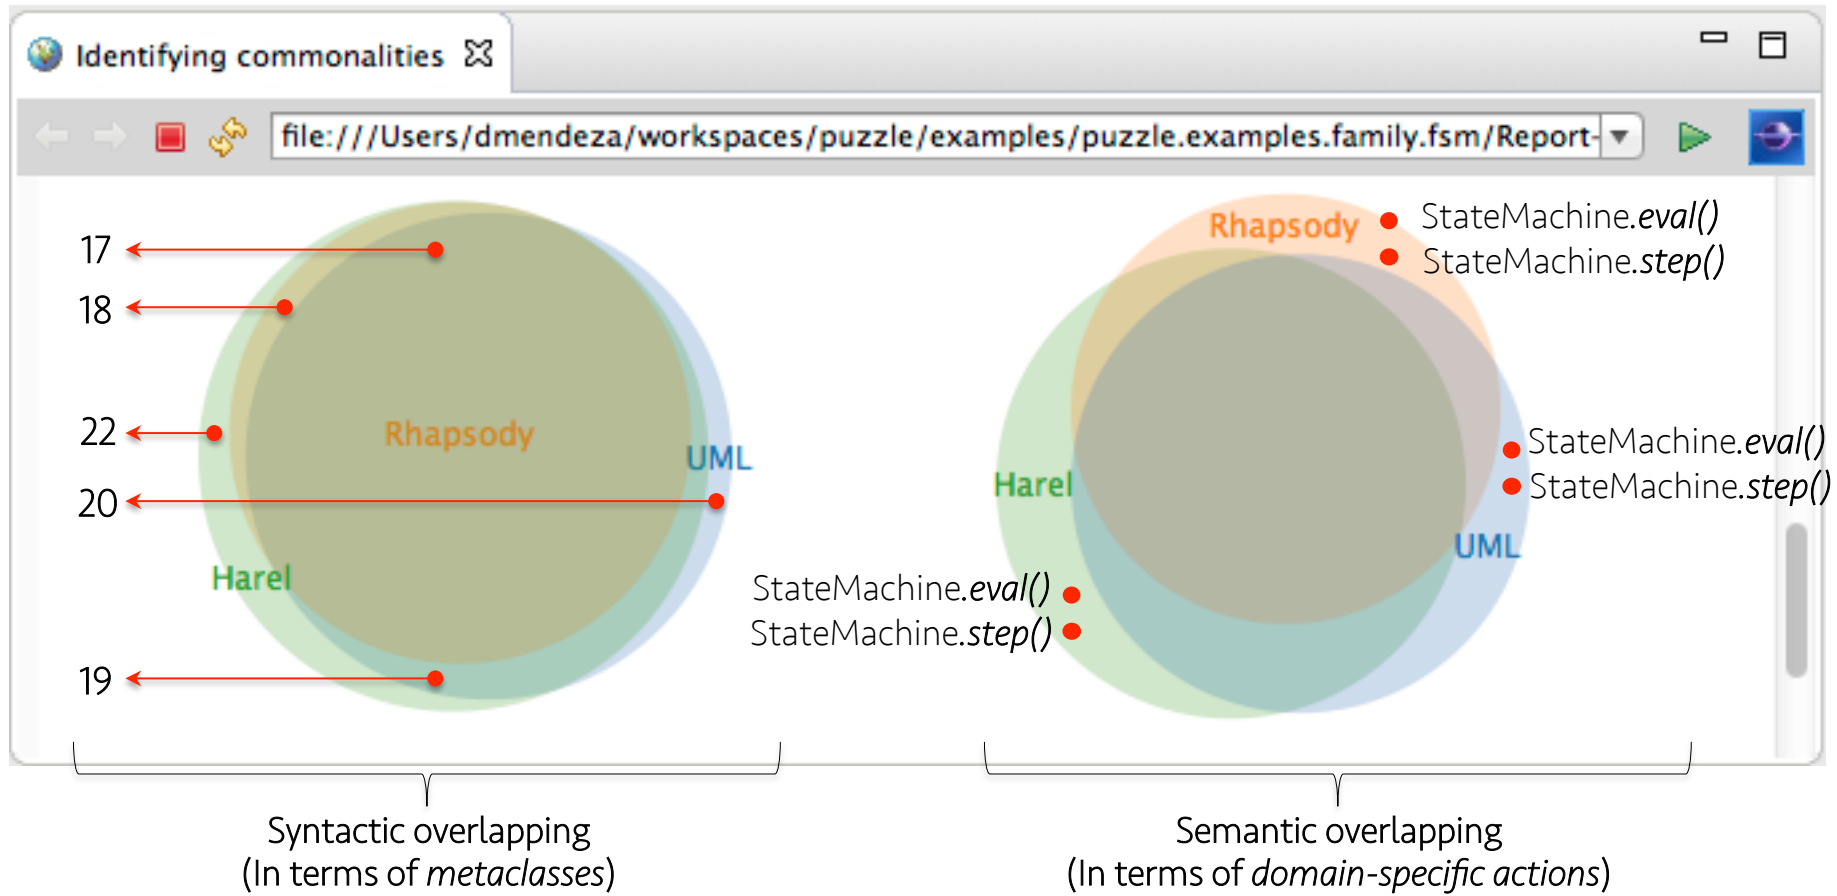 Identifying commonalities
file:///Users/dmendeza/workspaces/puzzle/examples/puzzle.examples.family.fsm/Report-
17
18
22
20
19
Rhapsody
UML
Harel
Rhapsody
StateMachine.eval()
StateMachine.step()
StateMachine.eval()
StateMachine.step()
Harel
UML
StateMachine.eval()
StateMachine.step()
Syntactic overlapping
(In terms of metaclasses)
Semantic overlapping
(In terms of domain-specific actions)